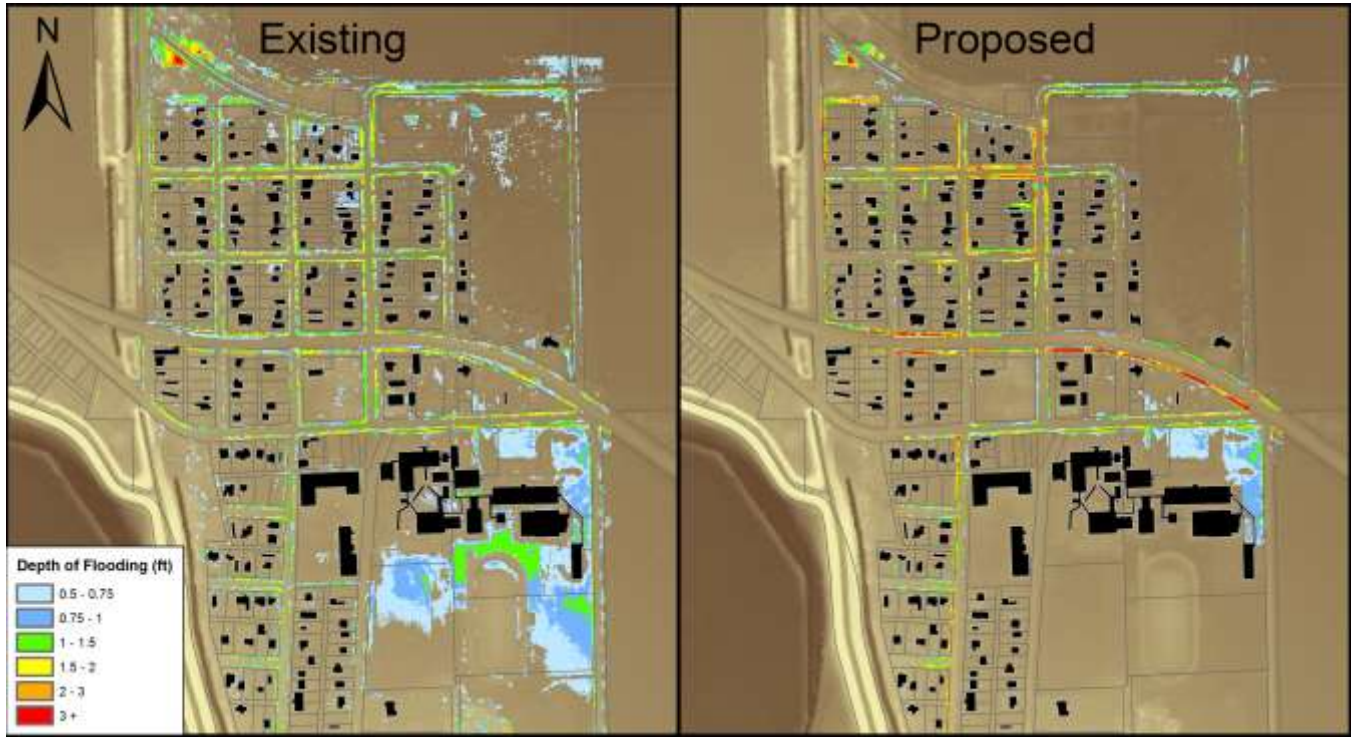 N
Existing
Proposed
Depth of Flooding (ft)
0.5 - 0.75
0.75 - 1
1 - 1.5
1.5 - 2
2 - 3
3 +